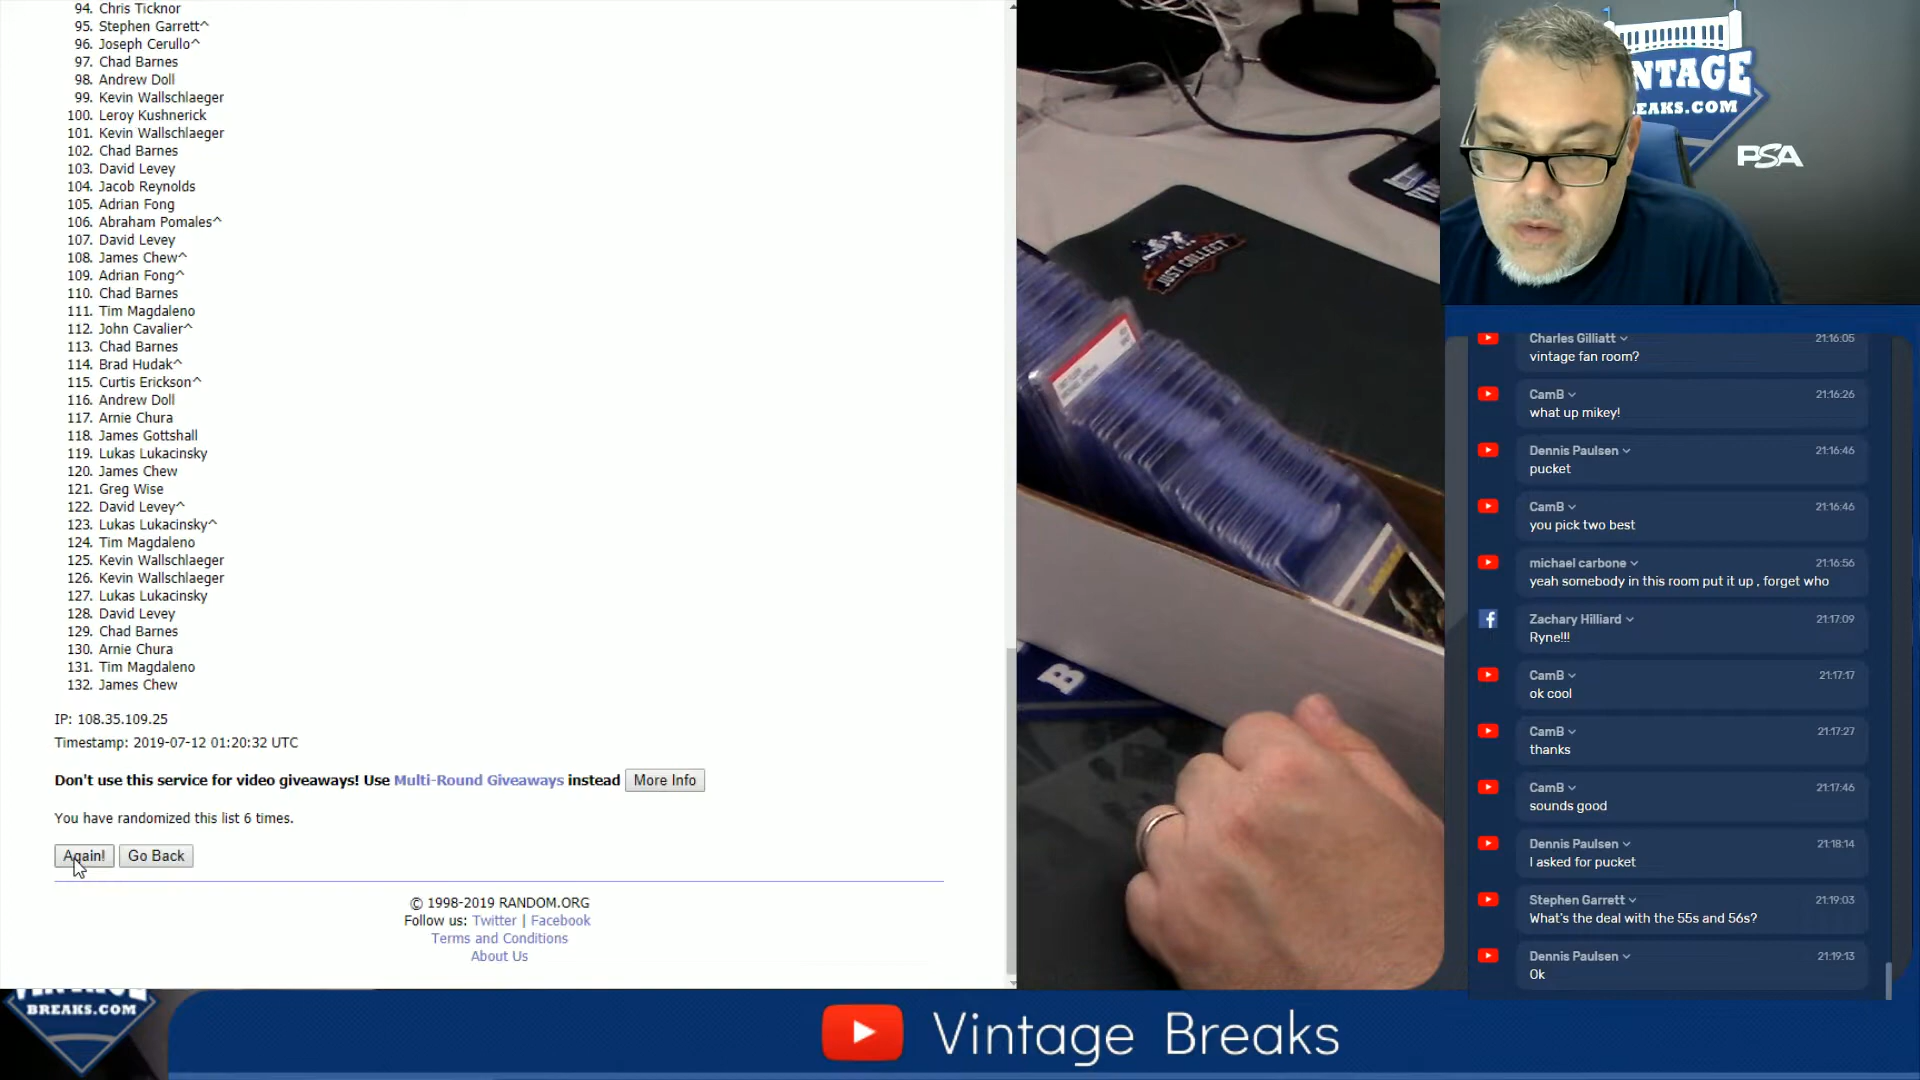 94. Chris Ticknor
95. Stephen Garrett^
96. Joseph Cerullo^
97. Chad Barnes
98. Andrew Doll
99. Kevin Wallschlaeger
100. Leroy Kushnerick
101. Kevin Wallschlaeger
102. Chad Barnes
103. David Levey
104. Jacob Reynolds
105. Adrian Fong
106. Abraham Pomales^
107. David Levey
108. James Chew^
109. Adrian Fong^
110. Chad Barnes
111. Tim Magdaleno
112. John Cavalier^
113. Chad Barnes
114. Brad Hudak^
115. Curtis Erickson^
116. Andrew Doll
117. Arnie Chura
118. James Gottshall
119. Lukas Lukacinsky
120. James Chew
121. Greg Wise
122. David Levey^
123. Lukas Lukacinsky^
124. Tim Magdaleno
125. Kevin Wallschlaeger
126. Kevin Wallschlaeger
127. Lukas Lukacinsky
128. David Levey
129. Chad Barnes
130. Arnie Chura
131. Tim Magdaleno
132. James Chew
IP: 108.35.109.25
Timestamp: 2019-07-12 01:20:32 UTC
Don't use this service for video giveaways! Use Multi-Round Giveaways instead More Info
You have randomized this list 6 times.
Again! Go Back
© 1998-2019 RANDOM.ORG
Follow us: Twitter | Facebook
Terms and Conditions
About Us
JUST COLLECT
B
NTAGE
EAKS.COM
PSA
Charles Gilliatt 21:16:05
vintage fan room?
CamB 21:16:26
what up mikey!
Dennis Paulsen 21:16:46
pucket
CamB 21:16:46
you pick two best
michael carbone 21:16:56
yeah somebody in this room put it up , forget who
Zachary Hilliard 21:17:09
Ryne!!!
CamB 21:17:17
ok cool
CamB 21:17:27
thanks
CamB 21:17:46
sounds good
Dennis Paulsen 21:18:14
I asked for pucket
Stephen Garrett 21:19:03
What's the deal with the 55s and 56s?
Dennis Paulsen 21:19:13
Ok
BREAKS.COM
Vintage Breaks